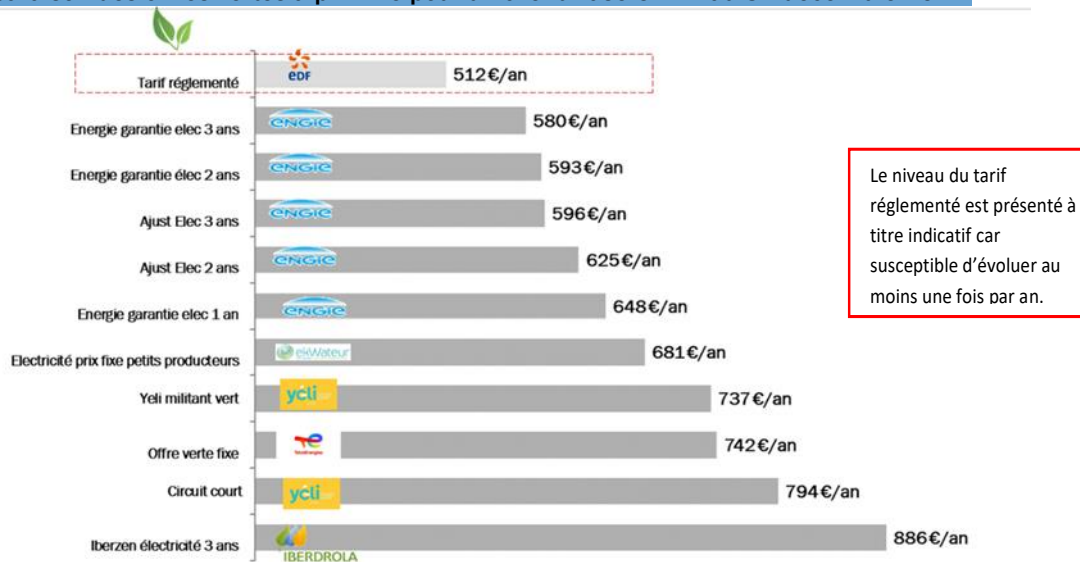 Tarif réglementé
eDF
512€/an
Energie garantie elec 3 ans
ENGIE
580€/an
Energie garantie élec 2 ans
ENGIE
593€/an
Ajust Elec 3 ans
ENGIE
596€/an
Ajust Elec 2 ans
ENGIE
625€/an
Energie garantie elec 1 an
ENGIE
648€/an
Electricité prix fixe petits producteurs
ekWateur
681€/an
Yeli militant vert
yéli
737€/an
Offre verte fixe
TotalEnergies
742€/an
Circuit court
yéli
794€/an
Iberzen électricité 3 ans
IBERDROLA
886€/an
Le niveau du tarif
réglementé est présenté à
titre indicatif car
susceptible d’évoluer au
moins une fois par an.